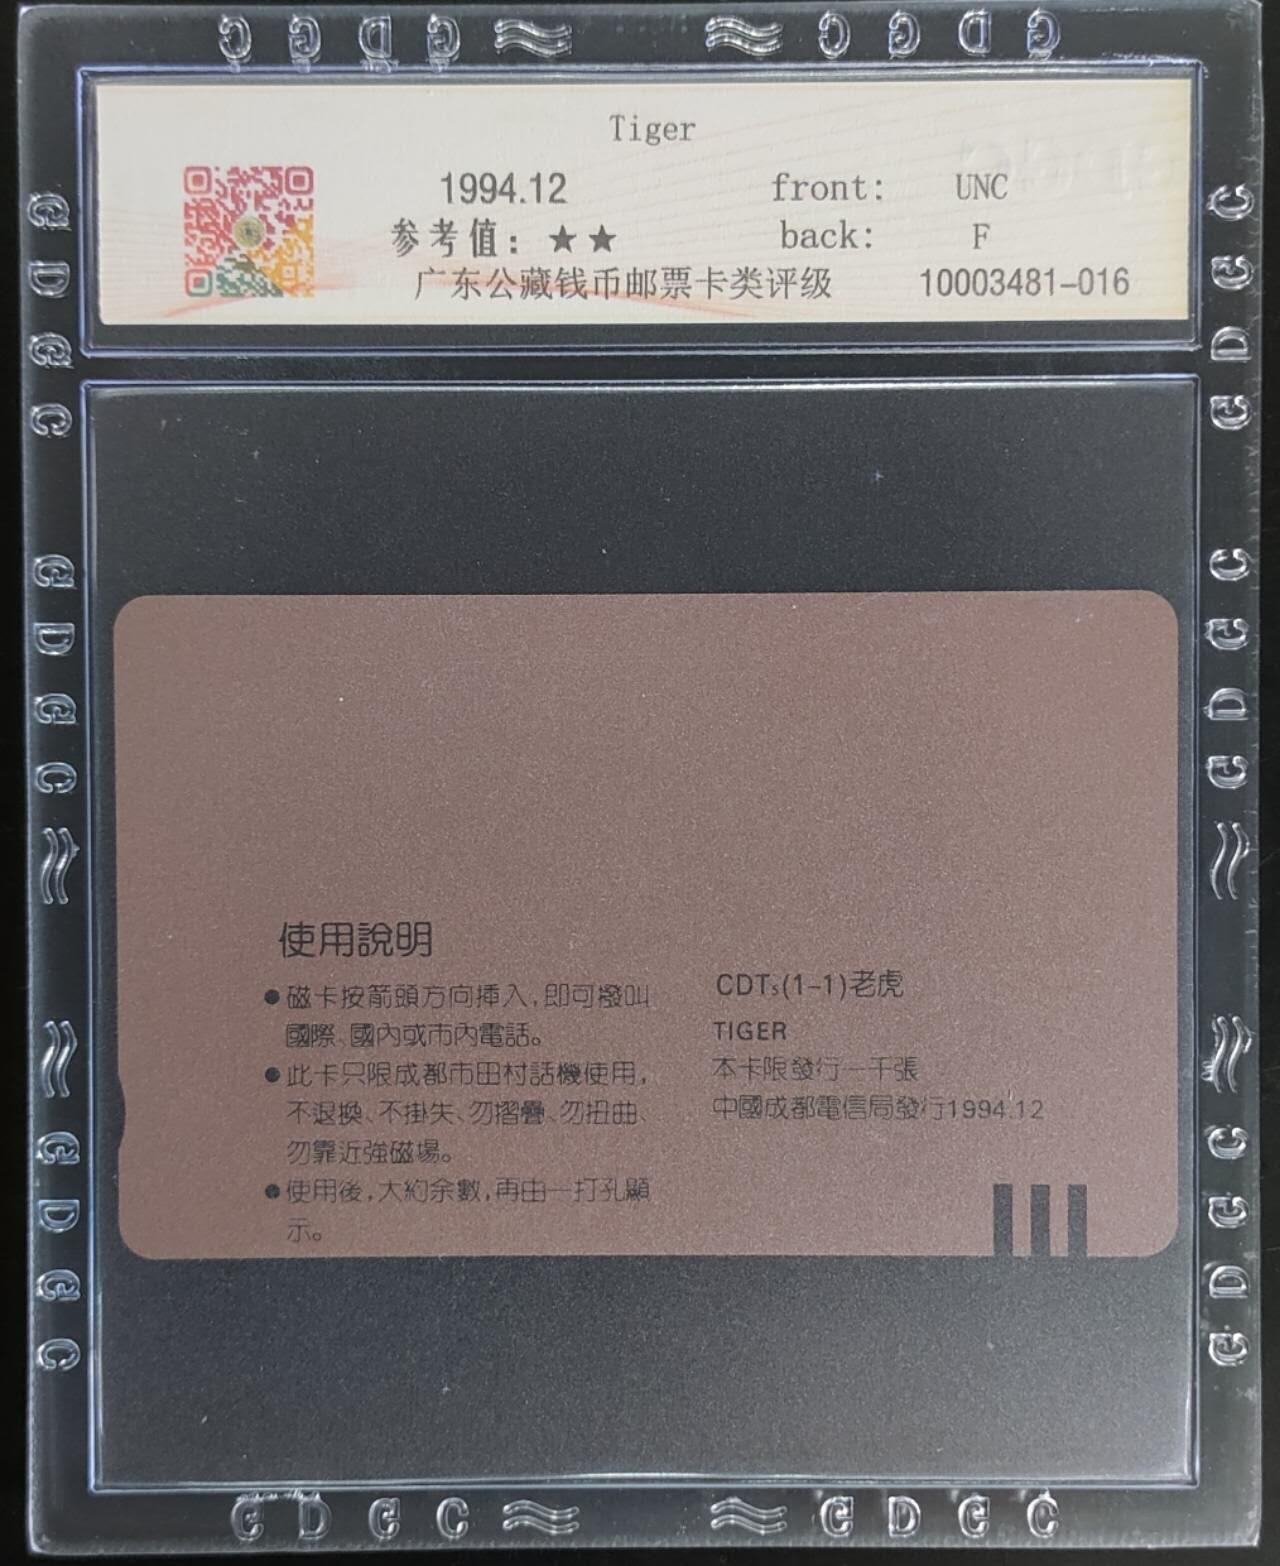 C G D G
G D G C
Tiger
1994.12
front: UNC
参考值：★★
back: F
广东公藏钱币邮票卡类评级
10003481-016
G D G C
G D G C
G D G C
C G D G
C G D G
C G D G
使用說明
●磁卡按箭頭方向挿入,即可撥叫
國際、國內或市內電話。
●此卡只限成都市田村話機使用,
不退換、不掛失、勿摺疊、勿扭曲、
勿靠近強磁場。
●使用後,大約余數,再由一打孔顯
示。
CDT₅(1-1)老虎
TIGER
本卡限發行一千張
中國成都電信局發行1994.12
G D G C
G D G C